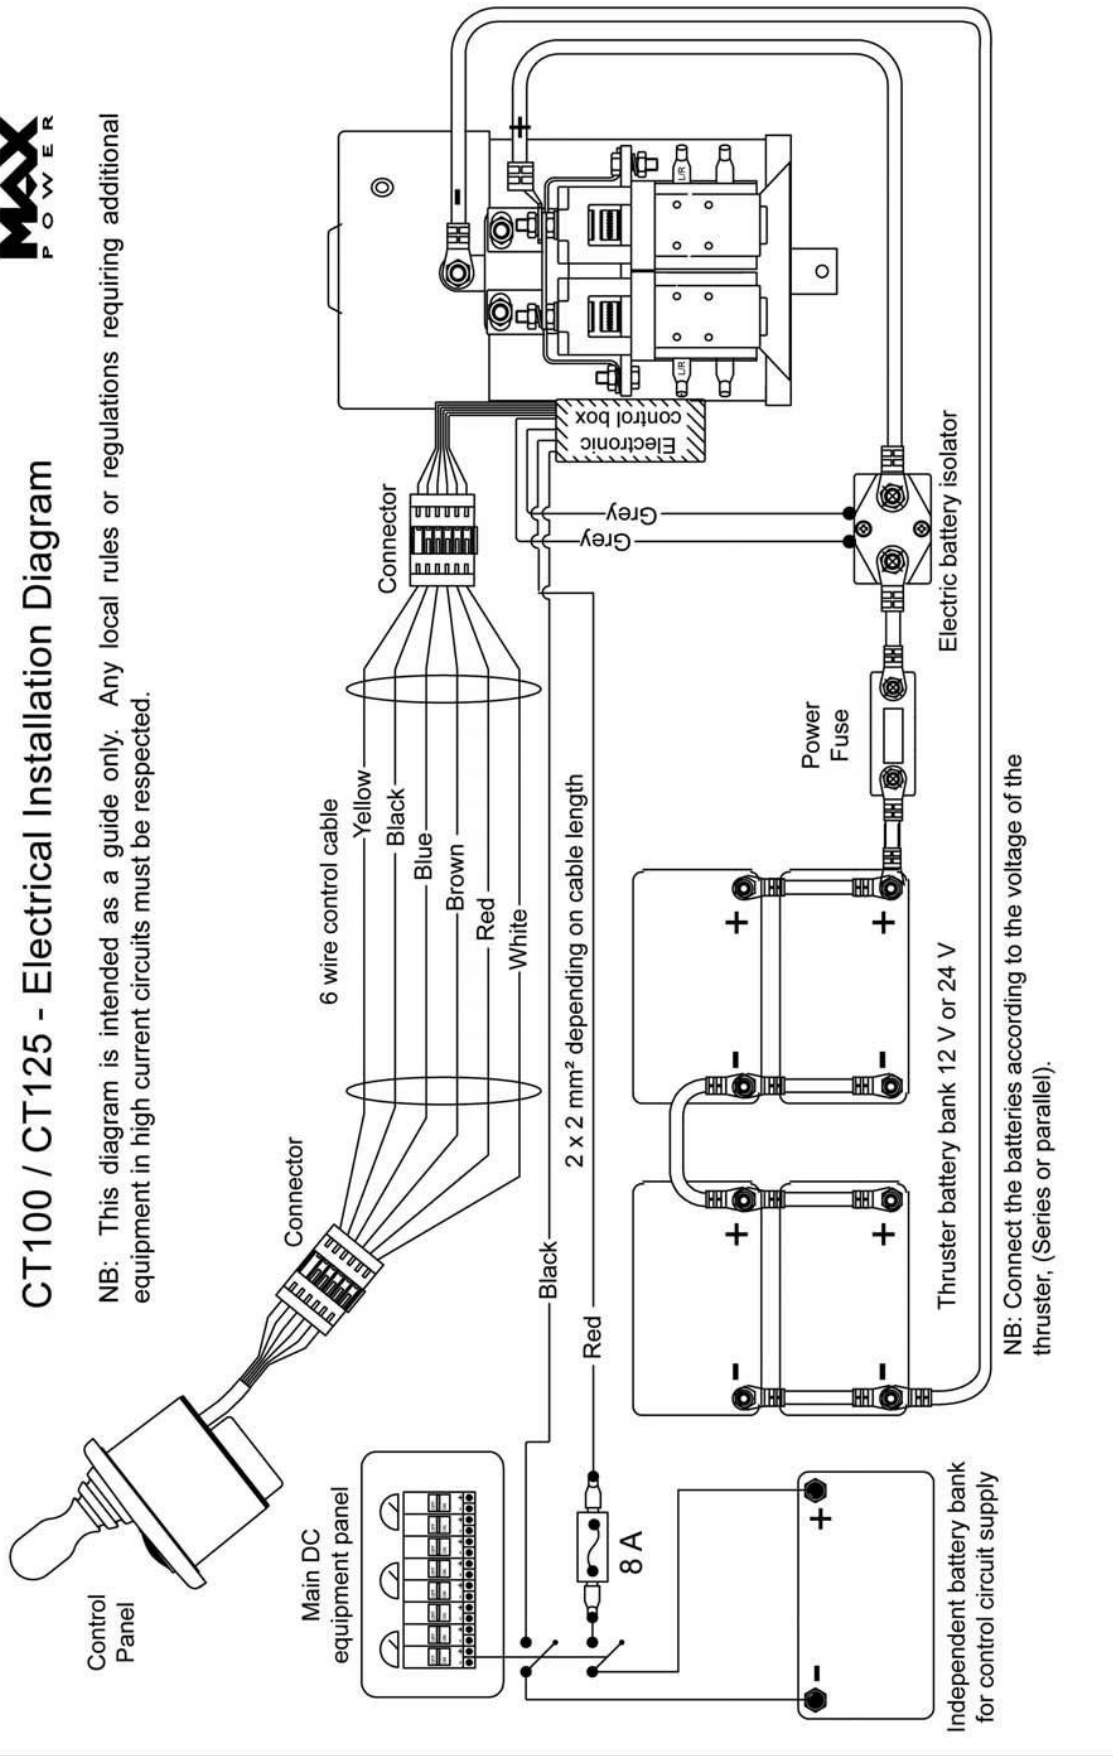 MAX
POWER
CT100 / CT125 - Electrical Installation Diagram
NB: This diagram is intended as a guide only. Any local rules or regulations requiring additional
equipment in high current circuits must be respected.
Control
Panel
Connector
6 wire control cable
Yellow
Black
Blue
Brown
Red
White
Connector
Electronic
control box
L/R
L/R
-
+
Grey
Grey
Main DC
equipment panel
Black
2 x 2 mm² depending on cable length
Red
8 A
-
+
Independent battery bank
for control circuit supply
-
+
-
+
-
+
-
+
Thruster battery bank 12 V or 24 V
Power
Fuse
Electric battery isolator
NB: Connect the batteries according to the voltage of the
thruster, (Series or parallel).